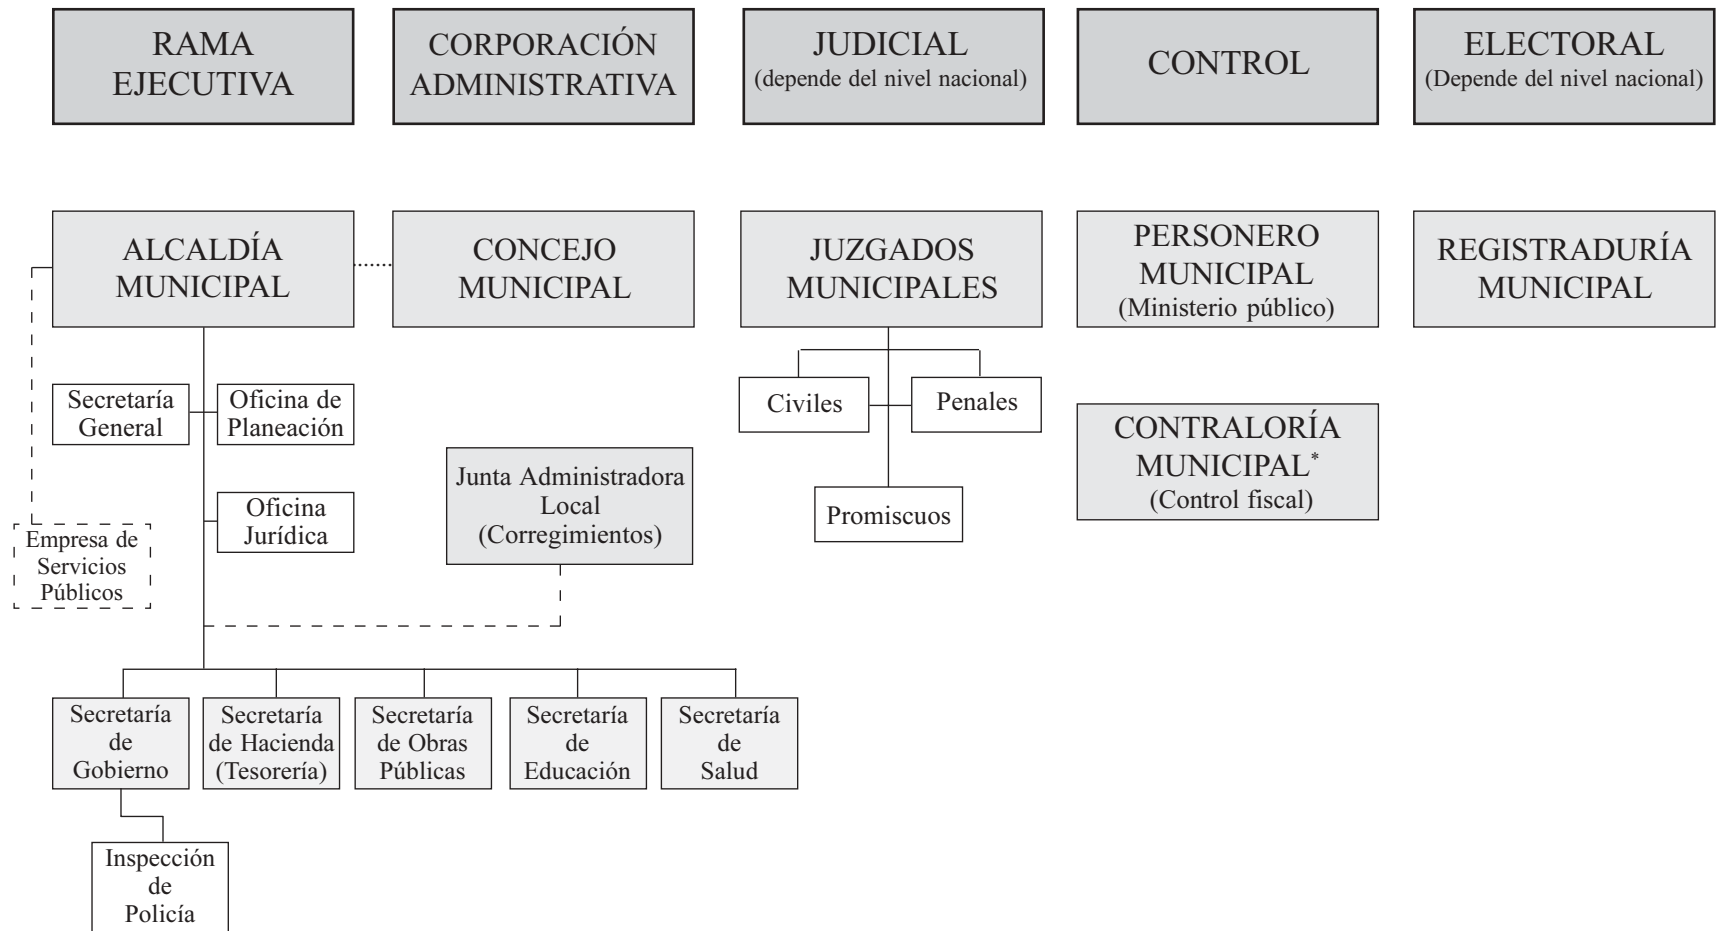 RAMA
EJECUTIVA
CORPORACIÓN
ADMINISTRATIVA
JUDICIAL
(depende del nivel nacional)
CONTROL
ELECTORAL
(Depende del nivel nacional)
ALCALDÍA
MUNICIPAL
CONCEJO
MUNICIPAL
JUZGADOS
MUNICIPALES
PERSONERO
MUNICIPAL
(Ministerio público)
REGISTRADURÍA
MUNICIPAL
Secretaría
General
Oficina de
Planeación
Civiles
Penales
CONTRALORÍA
MUNICIPAL*
(Control fiscal)
Junta Administradora
Local
(Corregimientos)
Oficina
Jurídica
Promiscuos
Empresa de
Servicios
Públicos
Secretaría
de
Gobierno
Secretaría
de Hacienda
(Tesorería)
Secretaría
de Obras
Públicas
Secretaría
de
Educación
Secretaría
de
Salud
Inspección
de
Policía